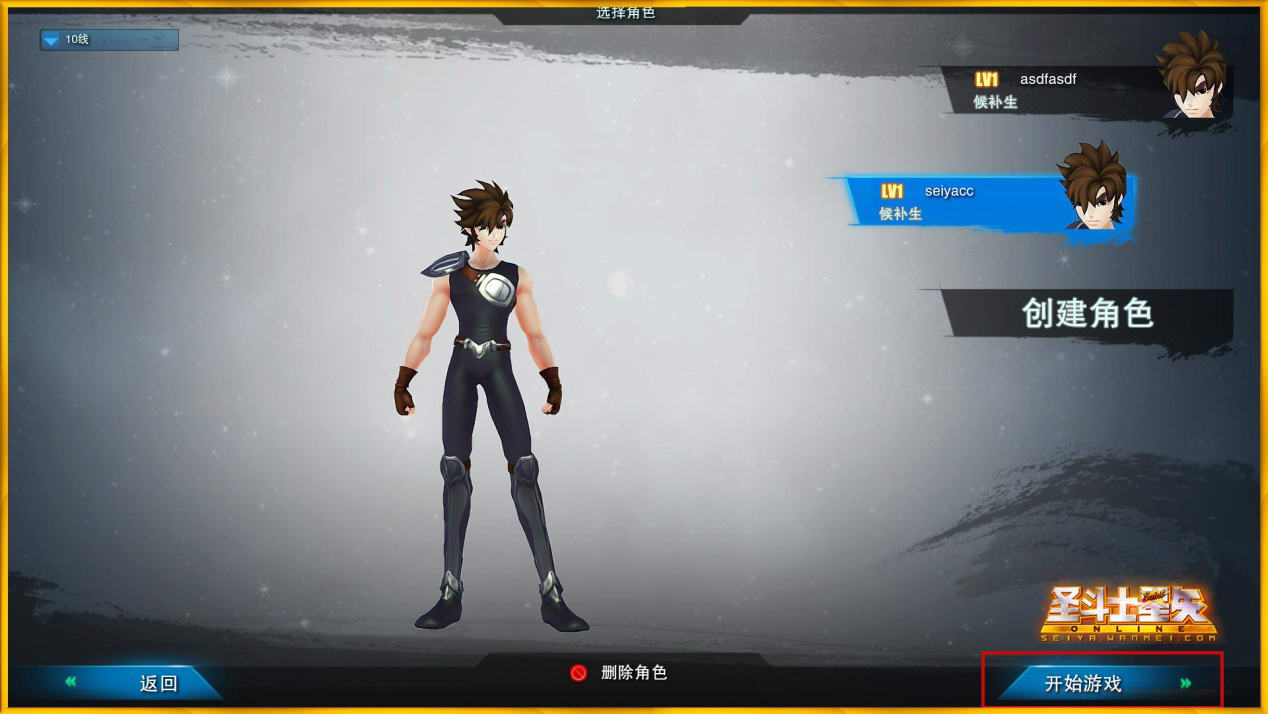 选择角色
10线
LV1 asdfasdf
候补生
LV1 seiyacc
候补生
创建角色
圣斗士星矢
ONLINE
SEIYA.WANMEI.COM
返回
删除角色
开始游戏